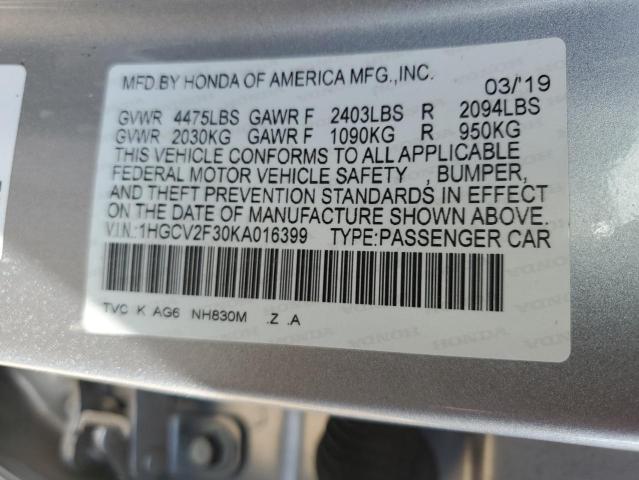 MFD.BY HONDA OF AMERICA MFG.,INC. 03/'19
GVWR 4475LBS GAWR F 2403LBS R 2094LBS
GVWR 2030KG GAWR F 1090KG R 950KG
THIS VEHICLE CONFORMS TO ALL APPLICABLE
FEDERAL MOTOR VEHICLE SAFETY , BUMPER,
AND THEFT PREVENTION STANDARDS IN EFFECT
ON DATE OF MANUFACTURE SHOWN ABOVE.
V.I.N.:1HGCV2F30KA016399 TYPE:PASSENGER CAR
TVC K AG6 NH830M .Z .A